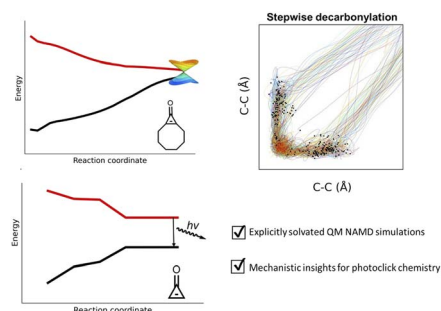 Energy
O
Reaction coordinate
Stepwise decarbonylation
C-C (Å)
C-C (Å)
Energy
hν
O
Reaction coordinate
Explicitly solvated QM NAMD simulations
Mechanistic insights for photoclick chemistry